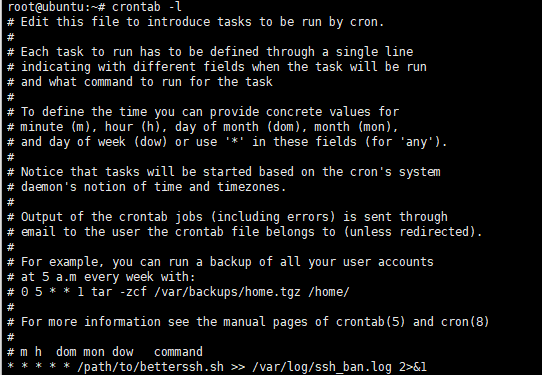 root@ubuntu:~# crontab -l
# Edit this file to introduce tasks to be run by cron.
#
# Each task to run has to be defined through a single line
# indicating with different fields when the task will be run
# and what command to run for the task
#
# To define the time you can provide concrete values for
# minute (m), hour (h), day of month (dom), month (mon),
# and day of week (dow) or use '*' in these fields (for 'any').
#
# Notice that tasks will be started based on the cron's system
# daemon's notion of time and timezones.
#
# Output of the crontab jobs (including errors) is sent through
# email to the user the crontab file belongs to (unless redirected).
#
# For example, you can run a backup of all your user accounts
# at 5 a.m every week with:
# 0 5 * * 1 tar -zcf /var/backups/home.tgz /home/
#
# For more information see the manual pages of crontab(5) and cron(8)
#
# m h  dom mon dow   command
* * * * * /path/to/betterssh.sh >> /var/log/ssh_ban.log 2>&1